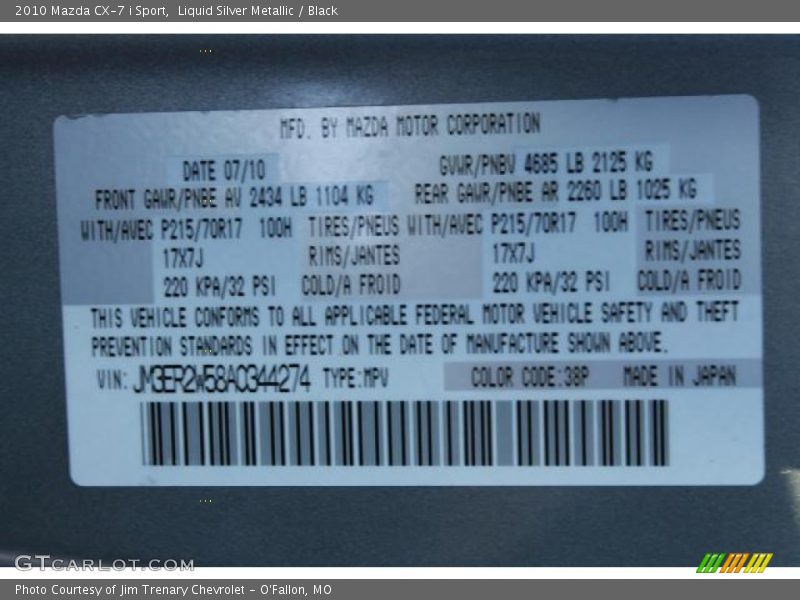 2010 Mazda CX-7 i Sport, Liquid Silver Metallic / Black
MFD. BY MAZDA MOTOR CORPORATION
DATE 07/10 GVWR/PNBV 4685 LB 2125 KG
FRONT GAWR/PNBE AV 2434 LB 1104 KG REAR GAWR/PNBE AR 2260 LB 1025 KG
WITH/AVEC P215/70R17 100H TIRES/PNEUS WITH/AVEC P215/70R17 100H TIRES/PNEUS
17X7J RIMS/JANTES 17X7J RIMS/JANTES
220 KPA/32 PSI COLD/A FROID 220 KPA/32 PSI COLD/A FROID
THIS VEHICLE CONFORMS TO ALL APPLICABLE FEDERAL MOTOR VEHICLE SAFETY AND THEFT
PREVENTION STANDARDS IN EFFECT ON THE DATE OF MANUFACTURE SHOWN ABOVE.
VIN: JM3ER2W58A0344274 TYPE:MPV COLOR CODE:38P MADE IN JAPAN
GTCARLOT.COM
Photo Courtesy of Jim Trenary Chevrolet - O'Fallon, MO